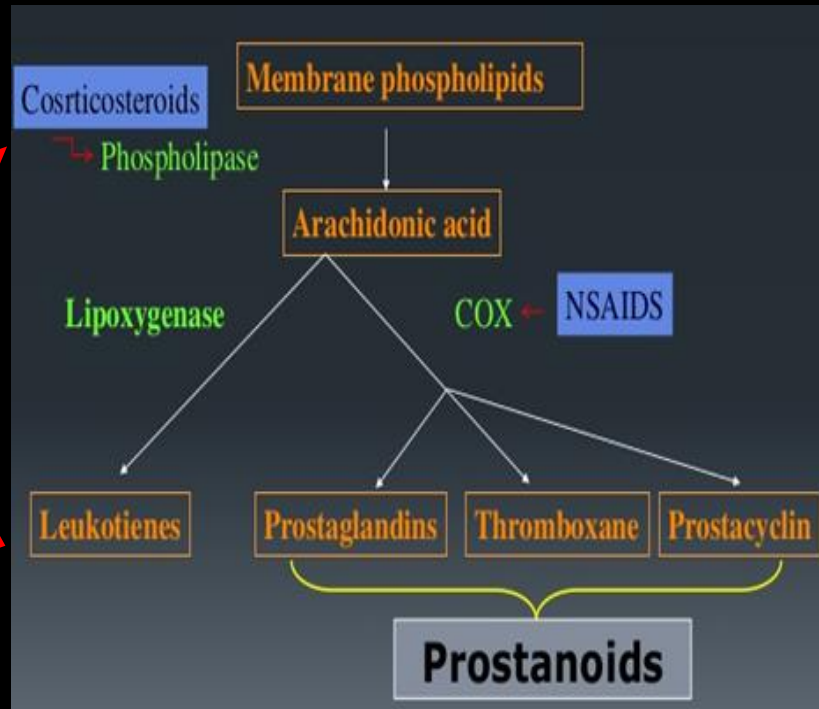 Membrane phospholipids
Cosrticosteroids
Phospholipase
Arachidonic acid
Lipoxygenase
COX
NSAIDS
Leukotienes
Prostaglandins
Thromboxane
Prostacyclin
Prostanoids